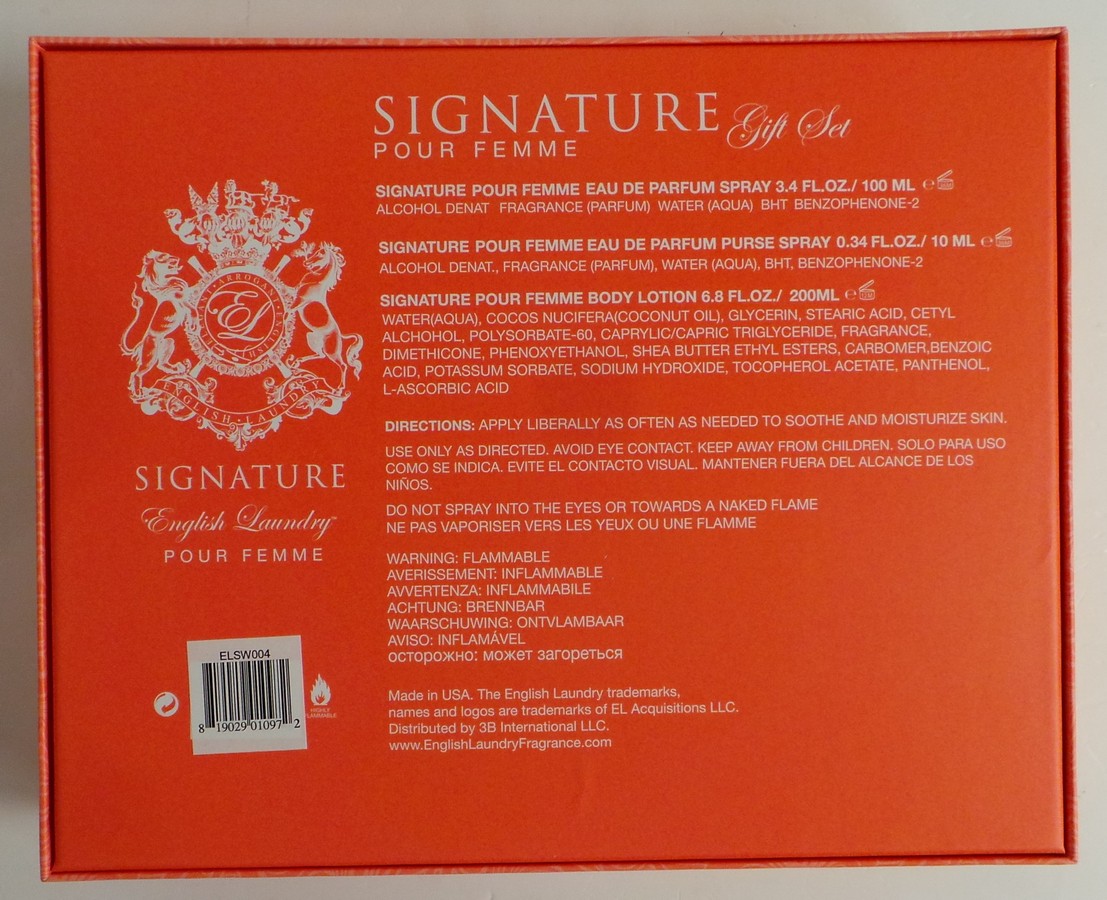 SIGNATURE Gift Set
POUR FEMME
SIGNATURE POUR FEMME EAU DE PARFUM SPRAY 3.4 FL.OZ./ 100 ML ℮
ALCOHOL DENAT FRAGRANCE (PARFUM) WATER (AQUA) BHT BENZOPHENONE-2
SIGNATURE POUR FEMME EAU DE PARFUM PURSE SPRAY 0.34 FL.OZ./ 10 ML ℮
ALCOHOL DENAT., FRAGRANCE (PARFUM), WATER (AQUA), BHT, BENZOPHENONE-2
SIGNATURE POUR FEMME BODY LOTION 6.8 FL.OZ./ 200ML ℮
WATER(AQUA), COCOS NUCIFERA(COCONUT OIL), GLYCERIN, STEARIC ACID, CETYL
ALCHOHOL, POLYSORBATE-60, CAPRYLIC/CAPRIC TRIGLYCERIDE, FRAGRANCE,
DIMETHICONE, PHENOXYETHANOL, SHEA BUTTER ETHYL ESTERS, CARBOMER,BENZOIC
ACID, POTASSUM SORBATE, SODIUM HYDROXIDE, TOCOPHEROL ACETATE, PANTHENOL,
L-ASCORBIC ACID
DIRECTIONS: APPLY LIBERALLY AS OFTEN AS NEEDED TO SOOTHE AND MOISTURIZE SKIN.
USE ONLY AS DIRECTED. AVOID EYE CONTACT. KEEP AWAY FROM CHILDREN. SOLO PARA USO
COMO SE INDICA. EVITE EL CONTACTO VISUAL. MANTENER FUERA DEL ALCANCE DE LOS
NIÑOS.
DO NOT SPRAY INTO THE EYES OR TOWARDS A NAKED FLAME
NE PAS VAPORISER VERS LES YEUX OU UNE FLAMME
WARNING: FLAMMABLE
AVERISSEMENT: INFLAMMABLE
AVVERTENZA: INFLAMMABILE
ACHTUNG: BRENNBAR
WAARSCHUWING: ONTVLAMBAAR
AVISO: INFLAMÁVEL
осторожно: может загореться
Made in USA. The English Laundry trademarks,
names and logos are trademarks of EL Acquisitions LLC.
Distributed by 3B International LLC.
www.EnglishLaundryFragrance.com
EL
ENGLISH LAUNDRY
SIGNATURE
English Laundry™
POUR FEMME
ELSW004
8 19029 01097 2
HIGHLY
FLAMMABLE